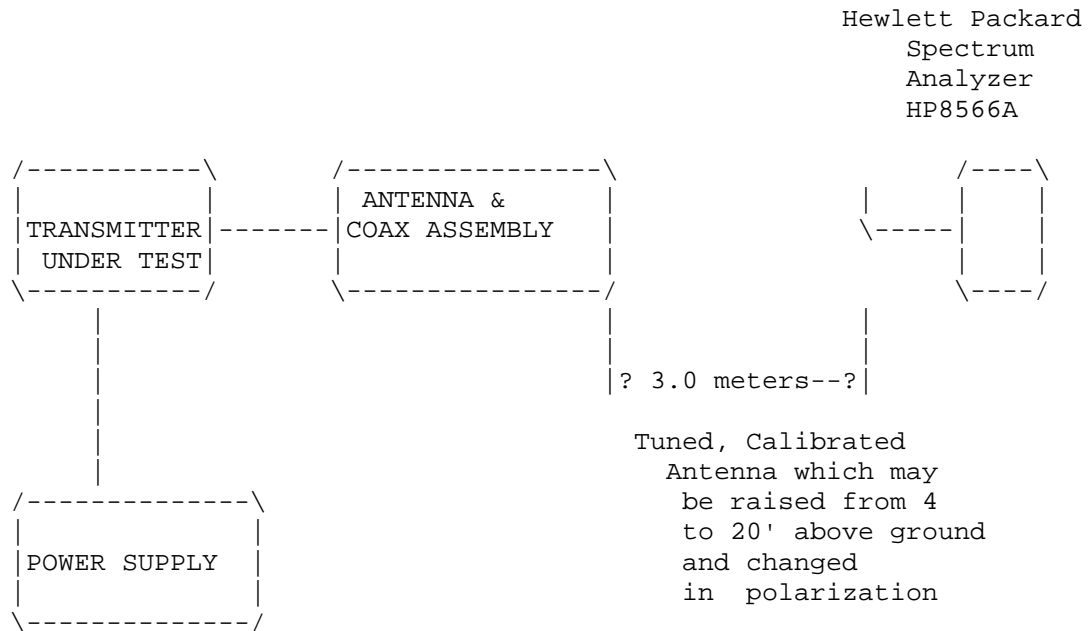 Hewlett Packard
Spectrum
Analyzer
HP8566A
ANTENNA &
TRANSMITTER
COAX ASSEMBLY
UNDER TEST
? 3.0 meters--?
Tuned, Calibrated
Antenna which may
be raised from 4
to 20' above ground
and changed
in polarization
POWER SUPPLY